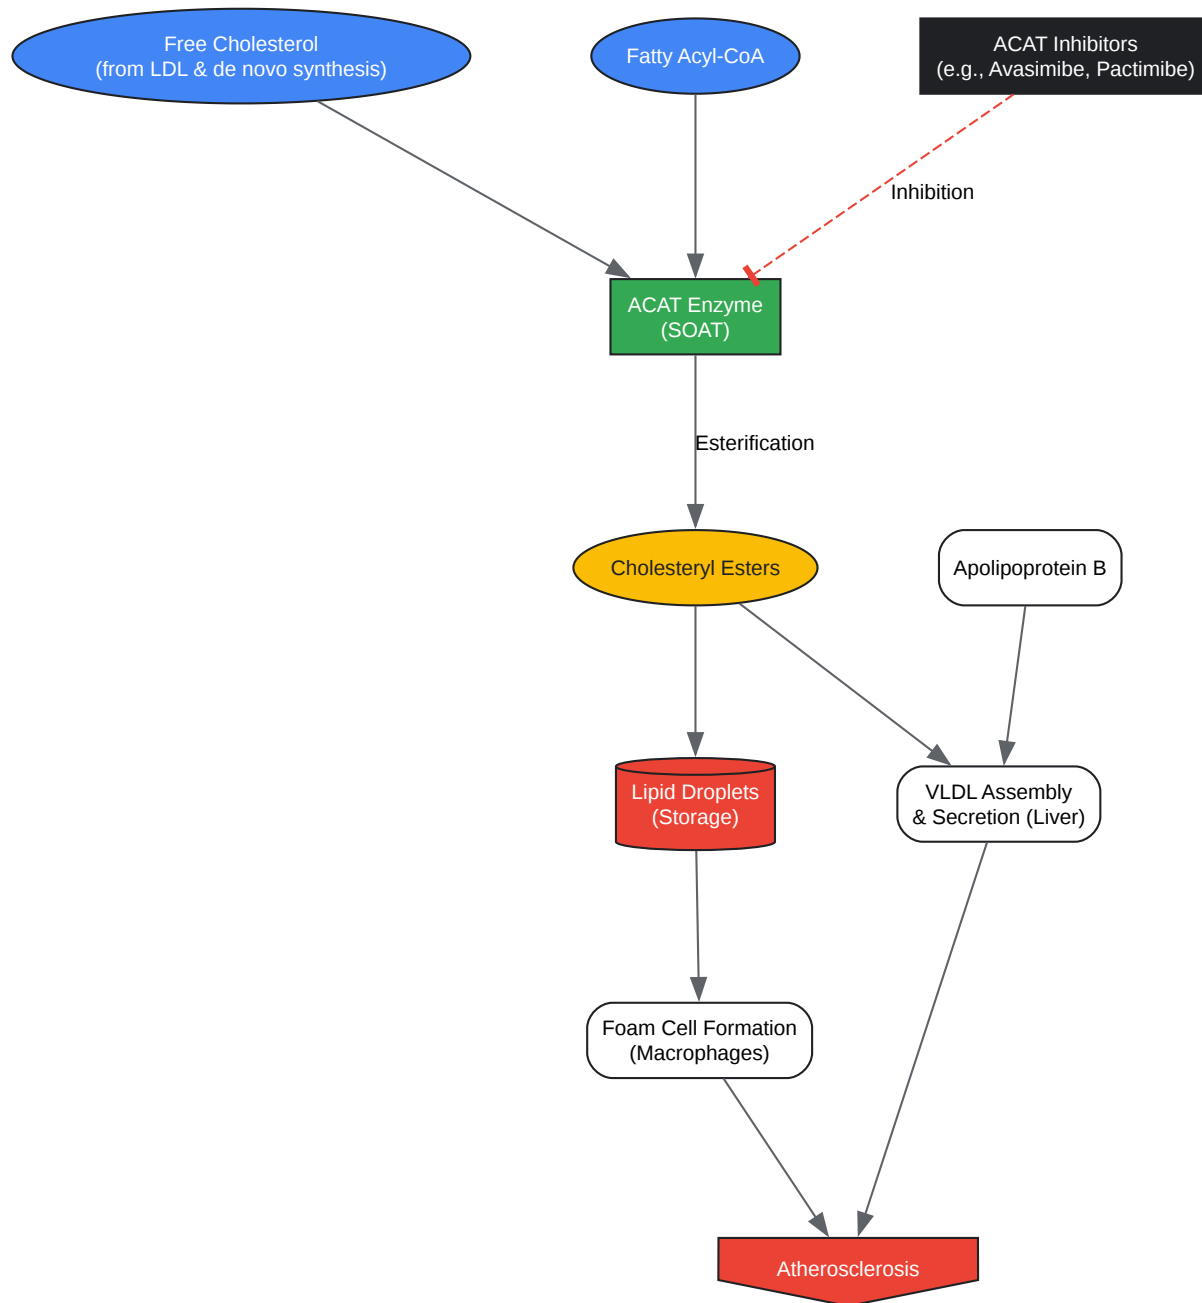 Free Cholesterol
(from LDL & de novo synthesis)
Fatty Acyl-CoA
ACAT Inhibitors
(e.g., Avasimibe, Pactimibe)
Inhibition
ACAT Enzyme
(SOAT)
Esterification
Cholesteryl Esters
Apolipoprotein B
Lipid Droplets
(Storage)
VLDL Assembly
& Secretion (Liver)
Foam Cell Formation
(Macrophages)
Atherosclerosis